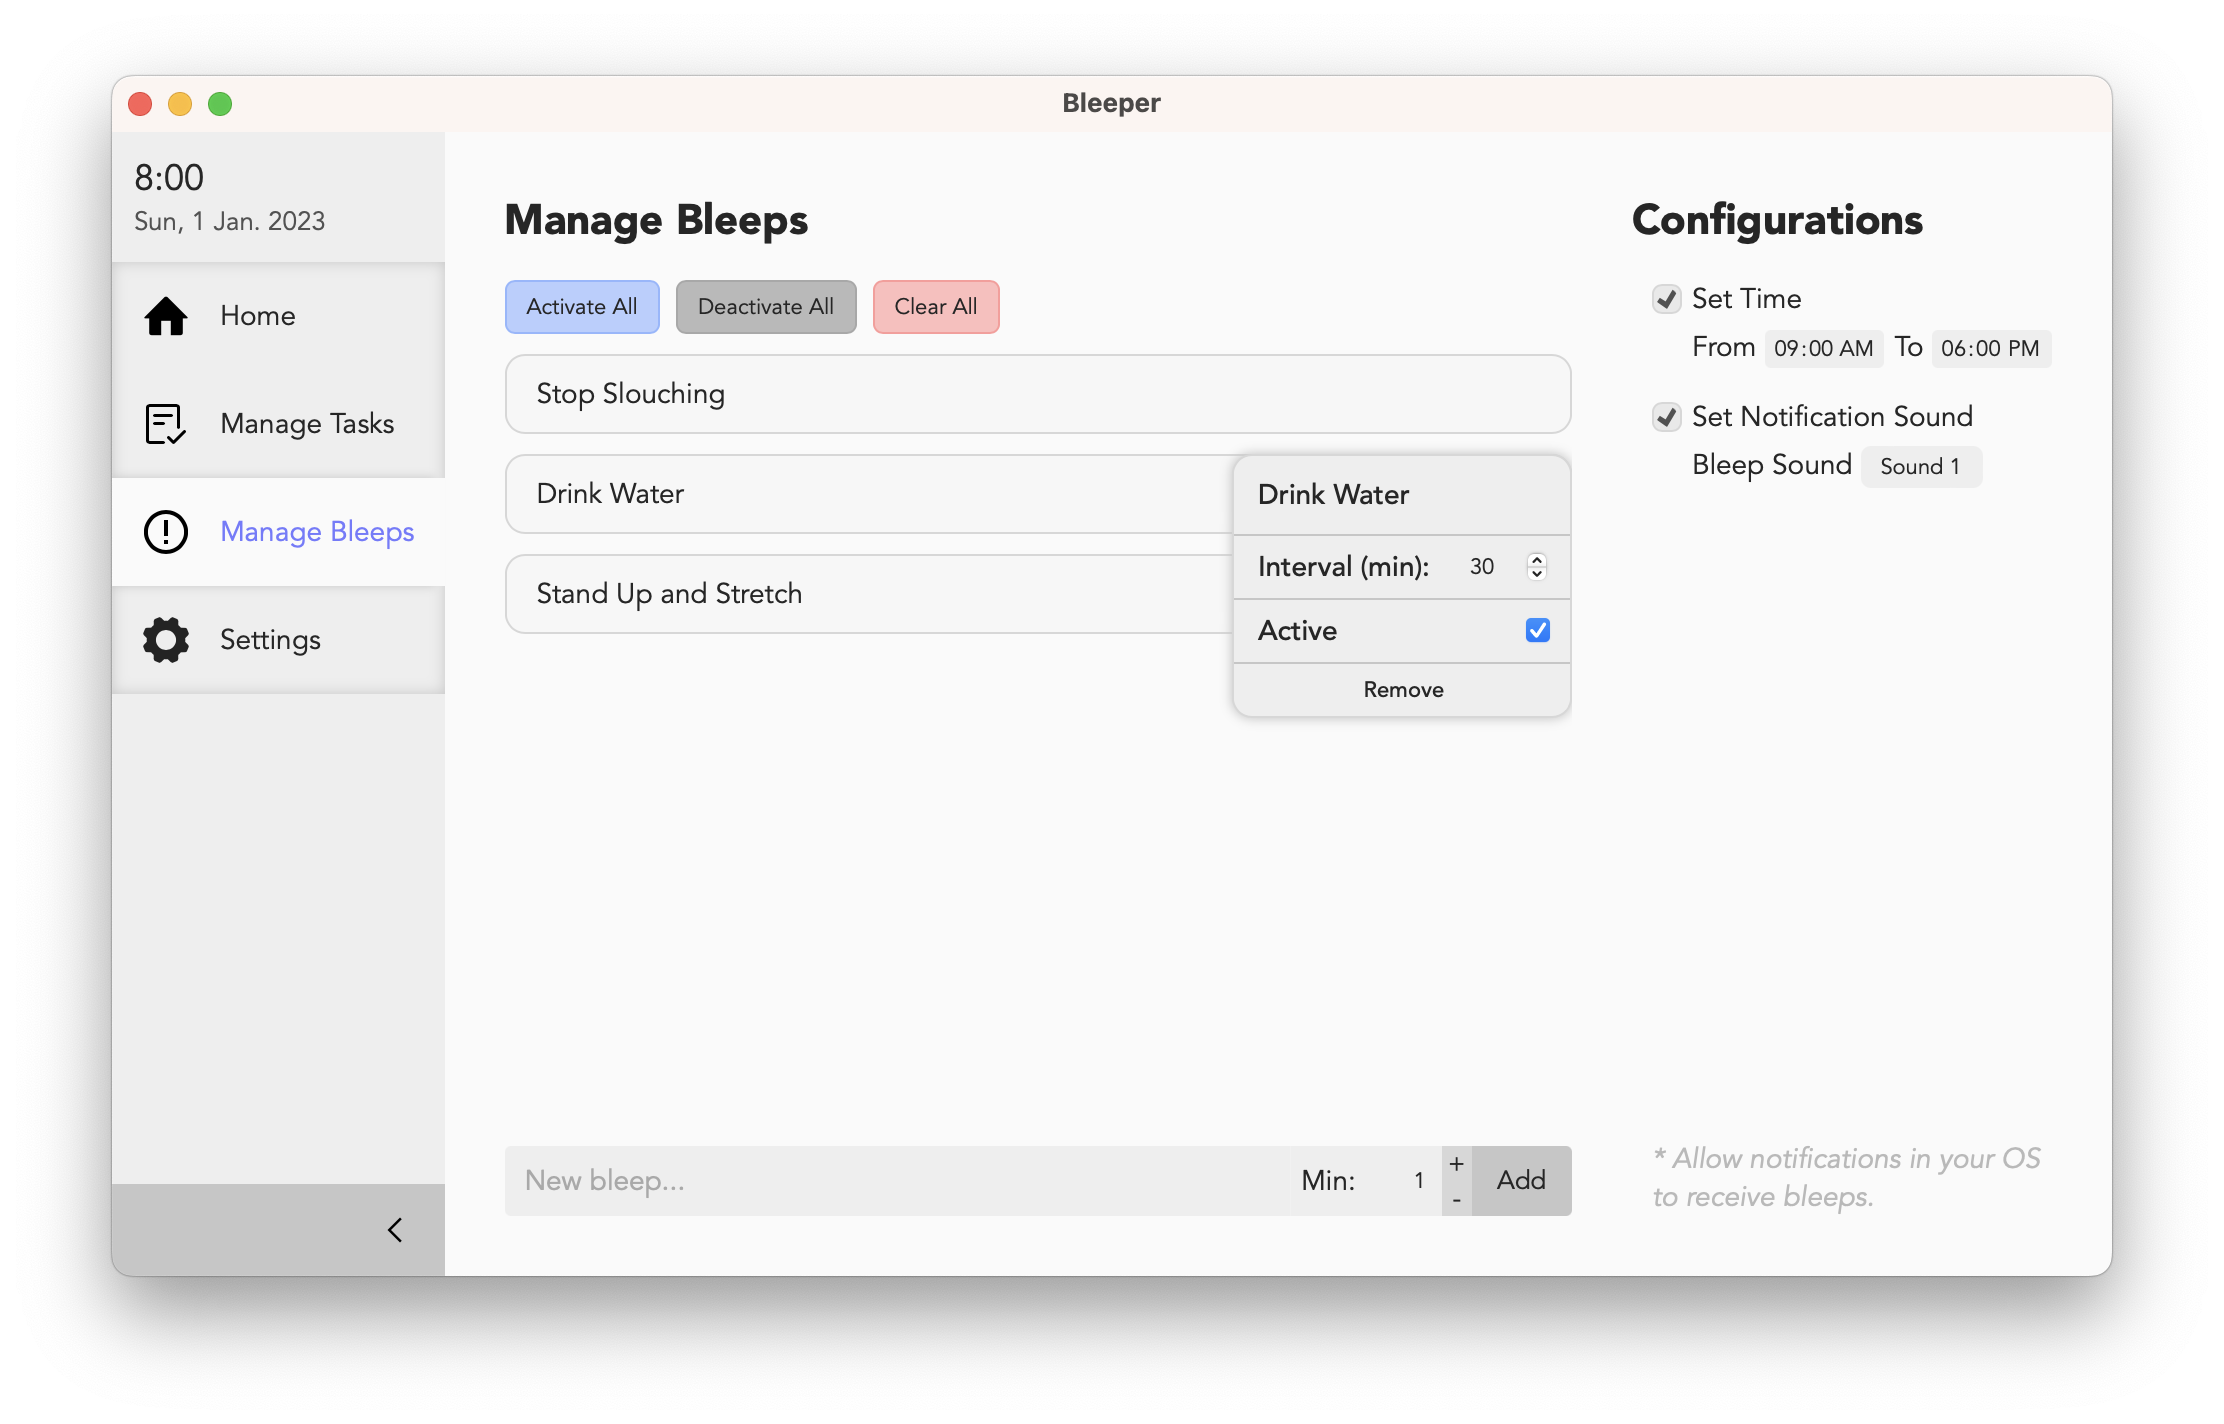 Bleeper
8:00
Sun, 1 Jan. 2023
Home
Manage Tasks
Manage Bleeps
Settings
Manage Bleeps
Activate All
Deactivate All
Clear All
Stop Slouching
Drink Water
Stand Up and Stretch
Drink Water
Interval (min): 30
Active
Remove
New bleep...
Min: 1
+
-
Add
Configurations
Set Time
From 09:00 AM To 06:00 PM
Set Notification Sound
Bleep Sound Sound 1
* Allow notifications in your OS
to receive bleeps.